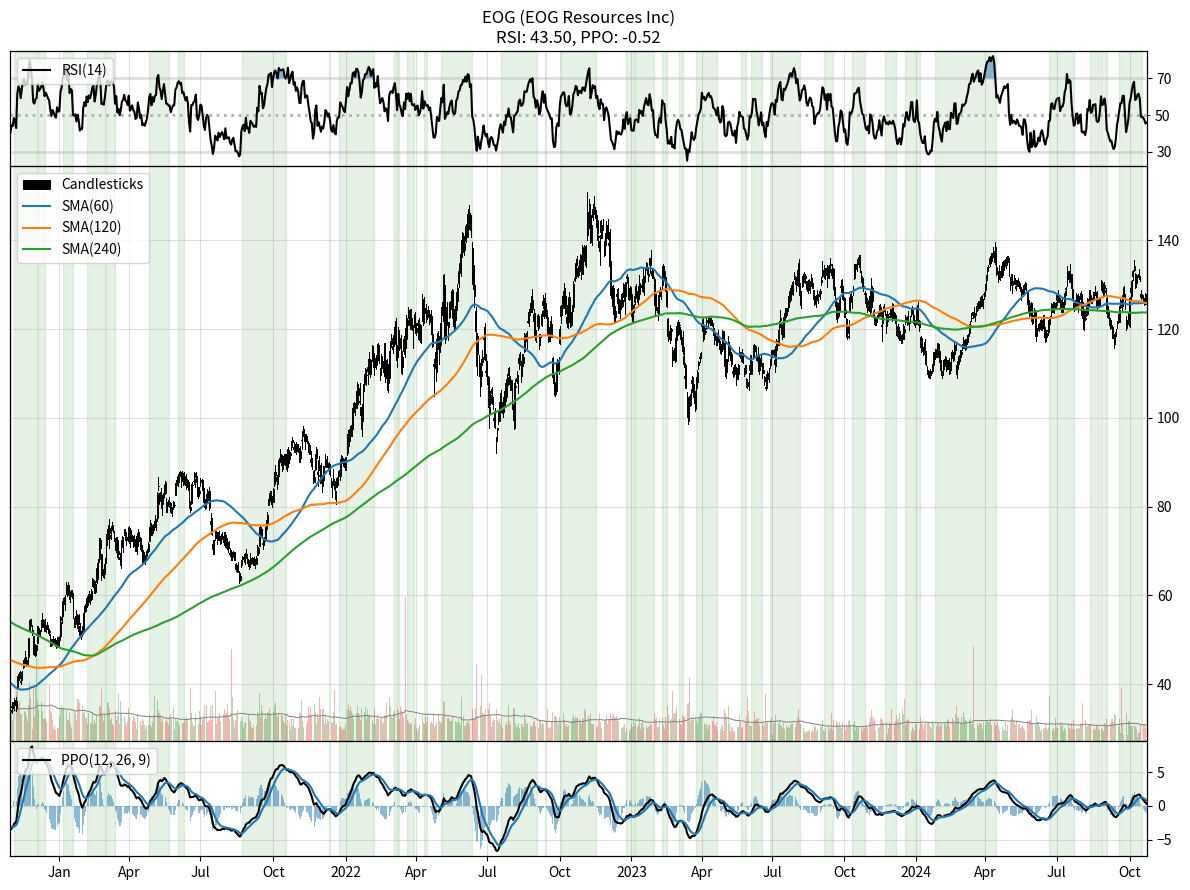 EOG (EOG Resources Inc)
RSI: 43.50, PPO: -0.52
RSI(14)
70
50
30
Candlesticks
SMA(60)
SMA(120)
SMA(240)
140
120
100
80
60
40
PPO(12, 26, 9)
5
0
−5
Jan Apr Jul Oct 2022 Apr Jul Oct 2023 Apr Jul Oct 2024 Apr Jul Oct